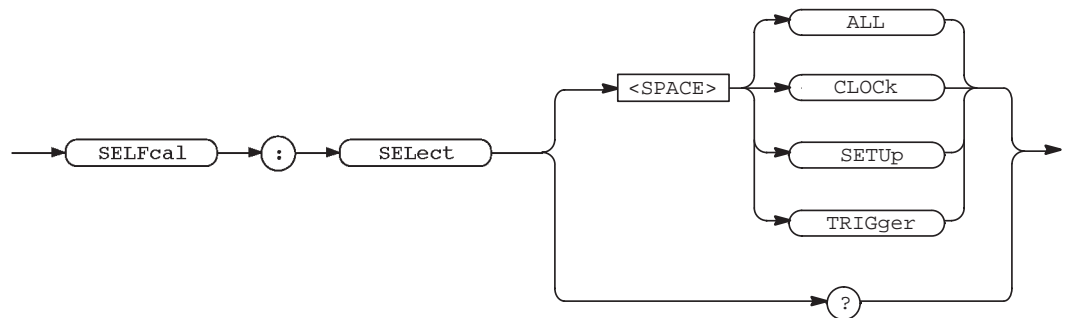 SELFcal : SELect <SPACE> ALL
CLOCk
SETUp
TRIGger
?